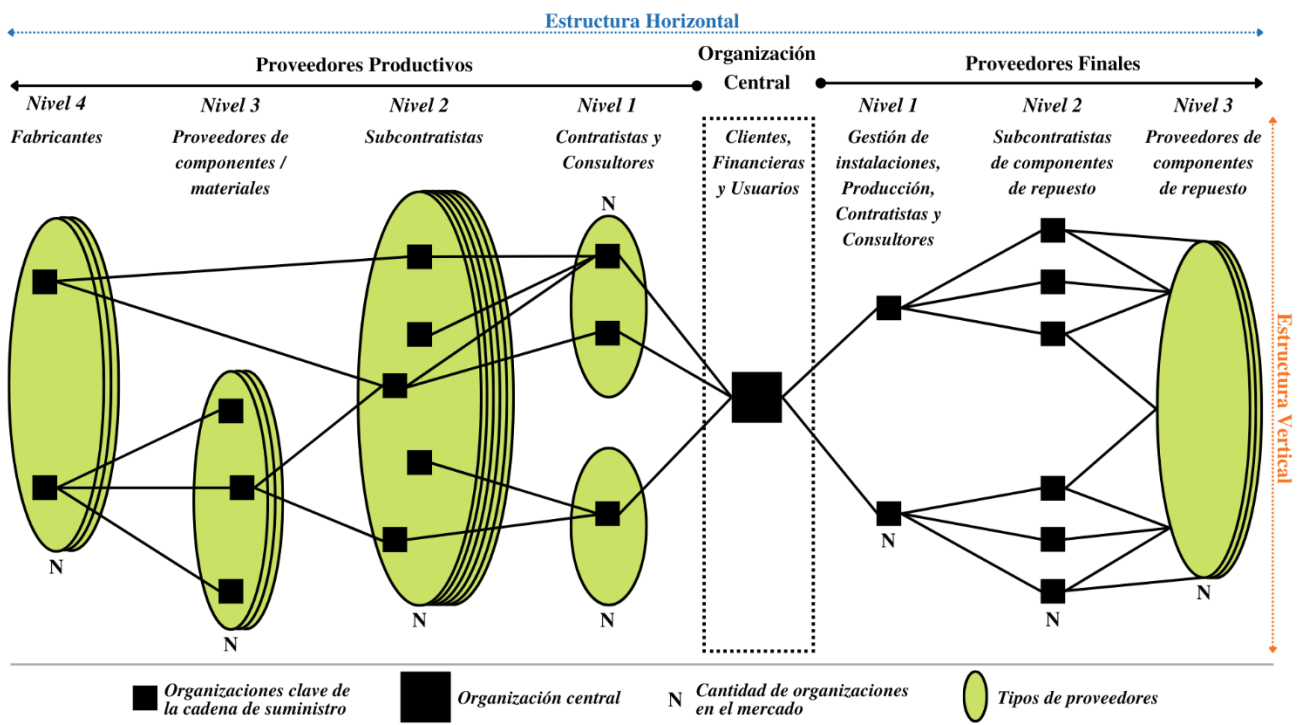 Estructura Horizontal
Proveedores Productivos
Organización
Central
Proveedores Finales
Nivel 4
Fabricantes
Nivel 3
Proveedores de
componentes /
materiales
Nivel 2
Subcontratistas
Nivel 1
Contratistas y
Consultores
Clientes,
Financieras
y Usuarios
Nivel 1
Gestión de
instalaciones,
Producción,
Contratistas y
Consultores
Nivel 2
Subcontratistas
de componentes
de repuesto
Nivel 3
Proveedores de
componentes
de repuesto
N
N
N
N
N
N
N
N
Estructura Vertical
Organizaciones clave de
la cadena de suministro
Organización central
N
Cantidad de organizaciones
en el mercado
Tipos de proveedores